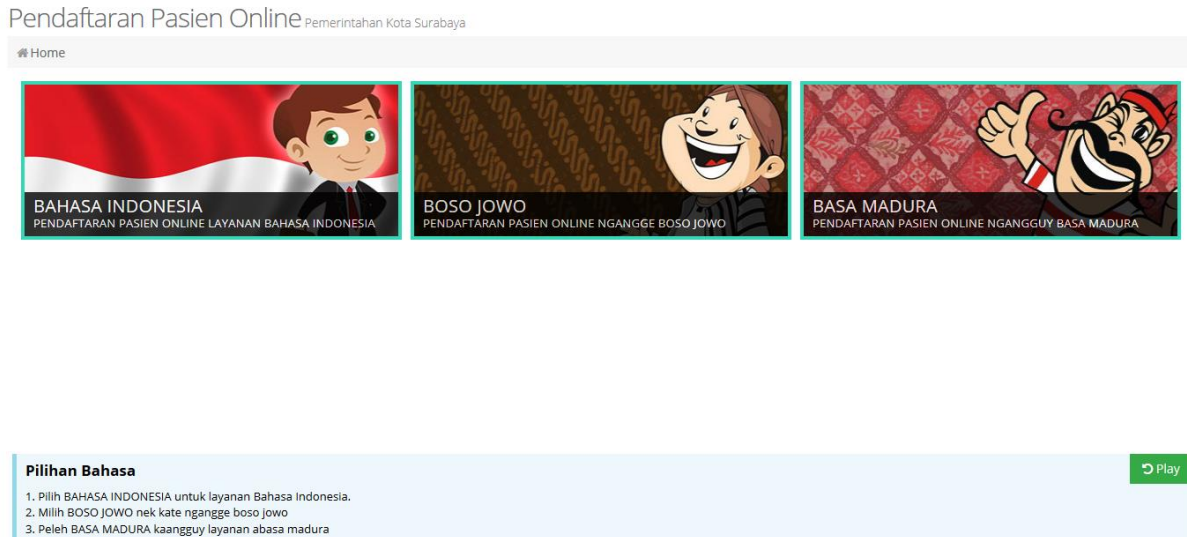 Pendaftaran Pasien Online Pemerintahan Kota Surabaya
Home
BAHASA INDONESIA
PENDAFTARAN PASIEN ONLINE LAYANAN BAHASA INDONESIA
BOSO JOWO
PENDAFTARAN PASIEN ONLINE NGANGGE BOSO JOWO
BASA MADURA
PENDAFTARAN PASIEN ONLINE NGANGGUY BASA MADURA
Pilihan Bahasa
Play
1. Pilih BAHASA INDONESIA untuk layanan Bahasa Indonesia.
2. Milih BOSO JOWO nek kate ngangge boso jowo
3. Peleh BASA MADURA kaangguy layanan abasa madura